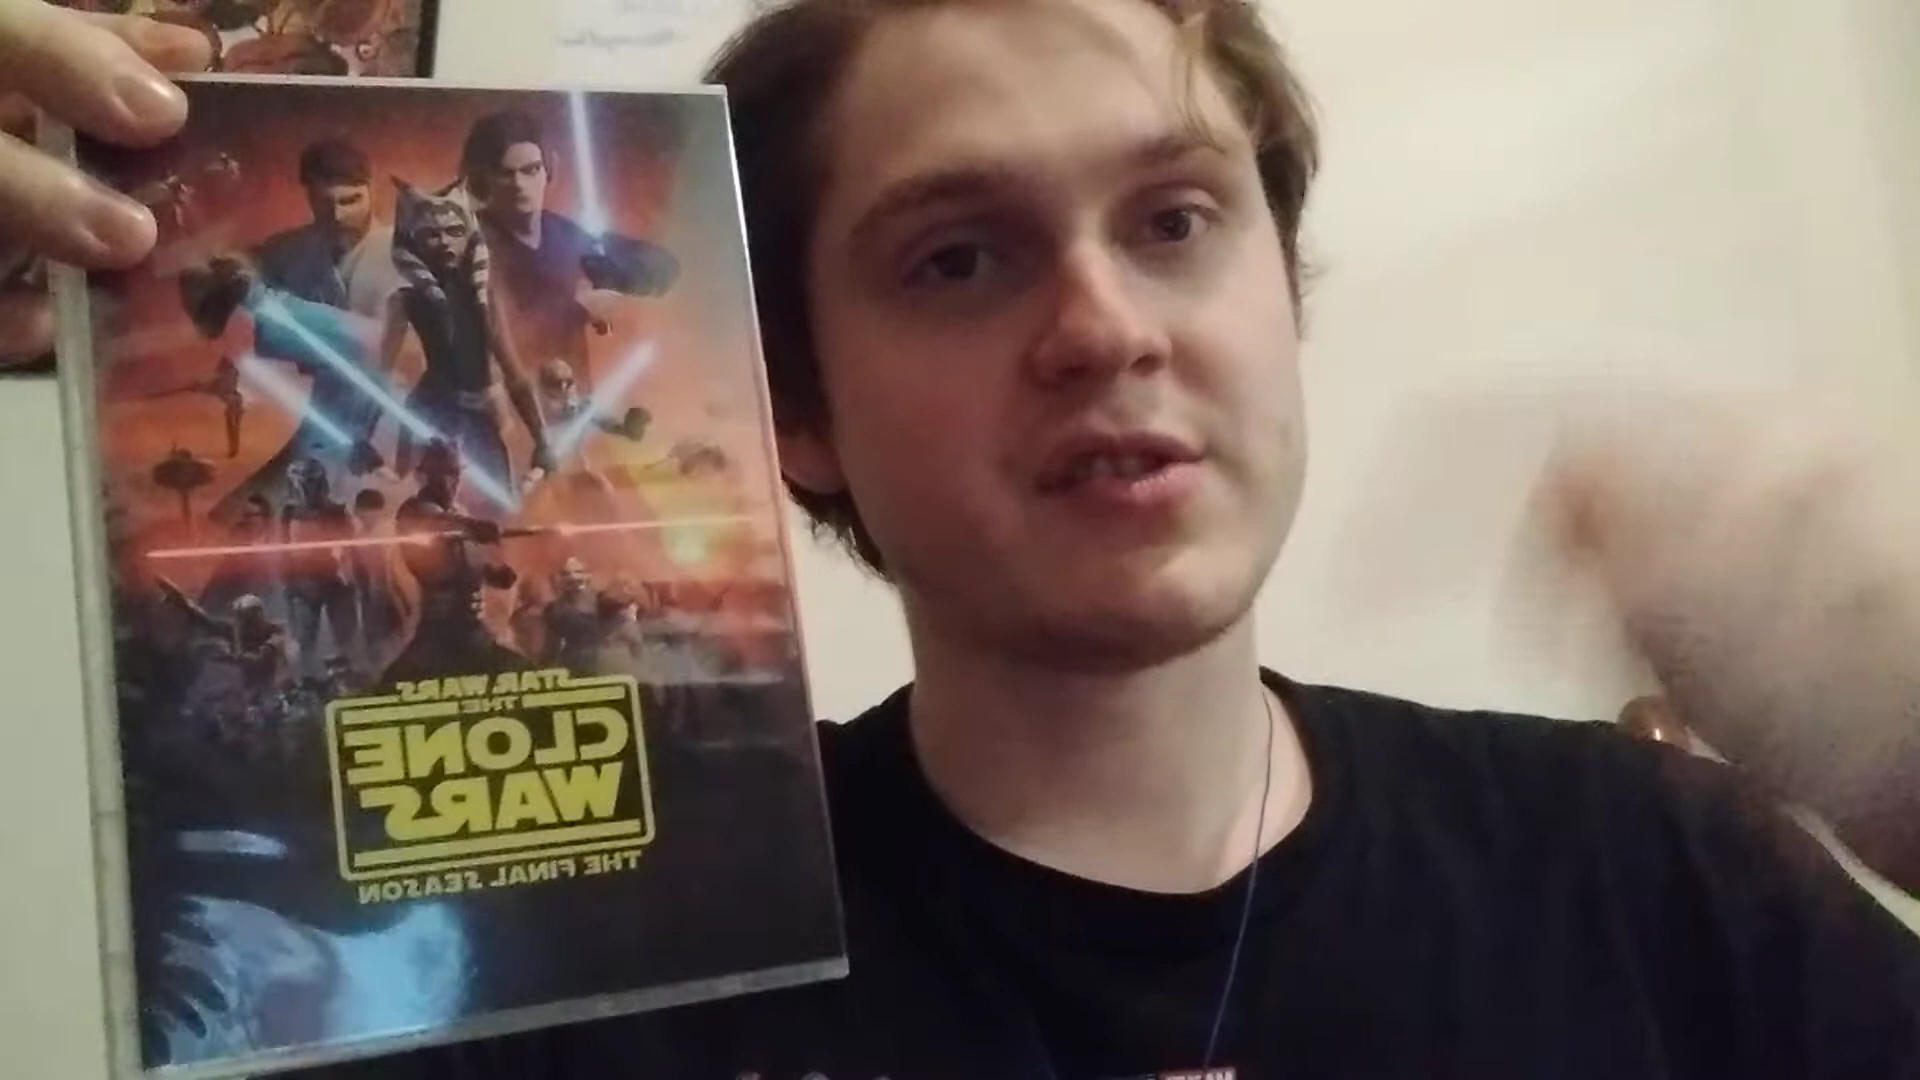 STAR WARS
THE
CLONE
WARS
THE FINAL SEASON